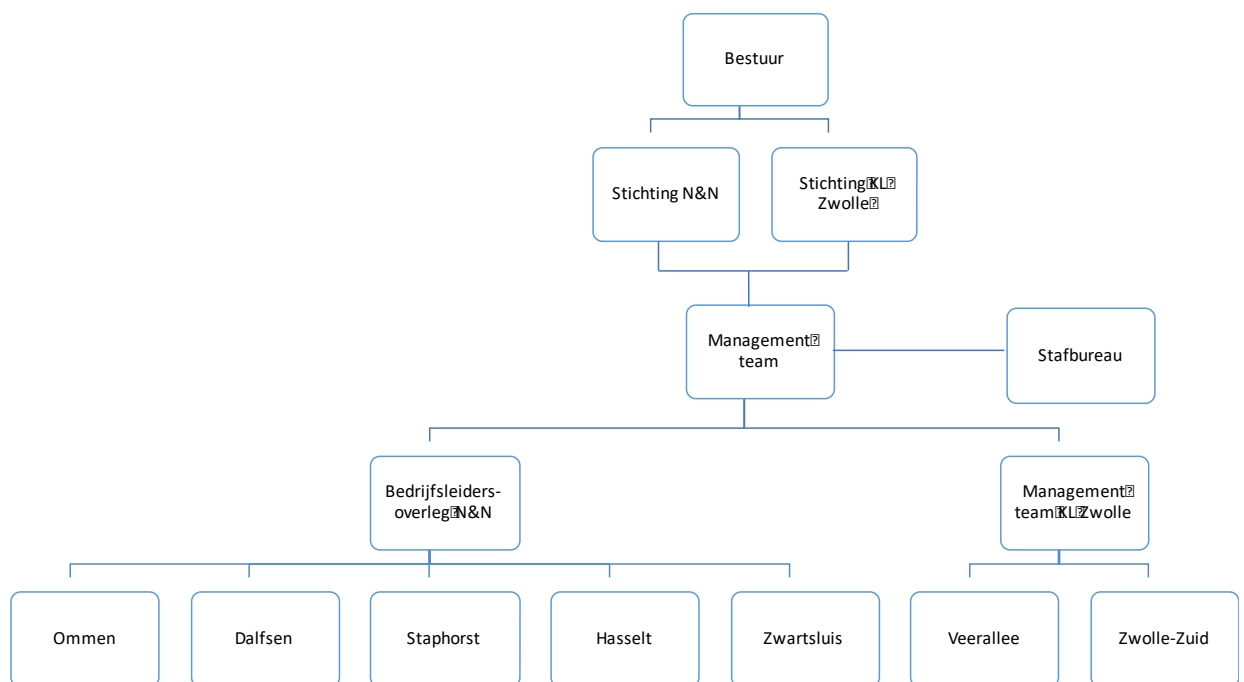 Bestuur
Stichting N&N
Stichting KL
Zwolle
Management
team
Stafbureau
Bedrijfsleiders-
overleg N&N
Management
team KL Zwolle
Ommen
Dalfsen
Staphorst
Hasselt
Zwartsluis
Veerallee
Zwolle-Zuid